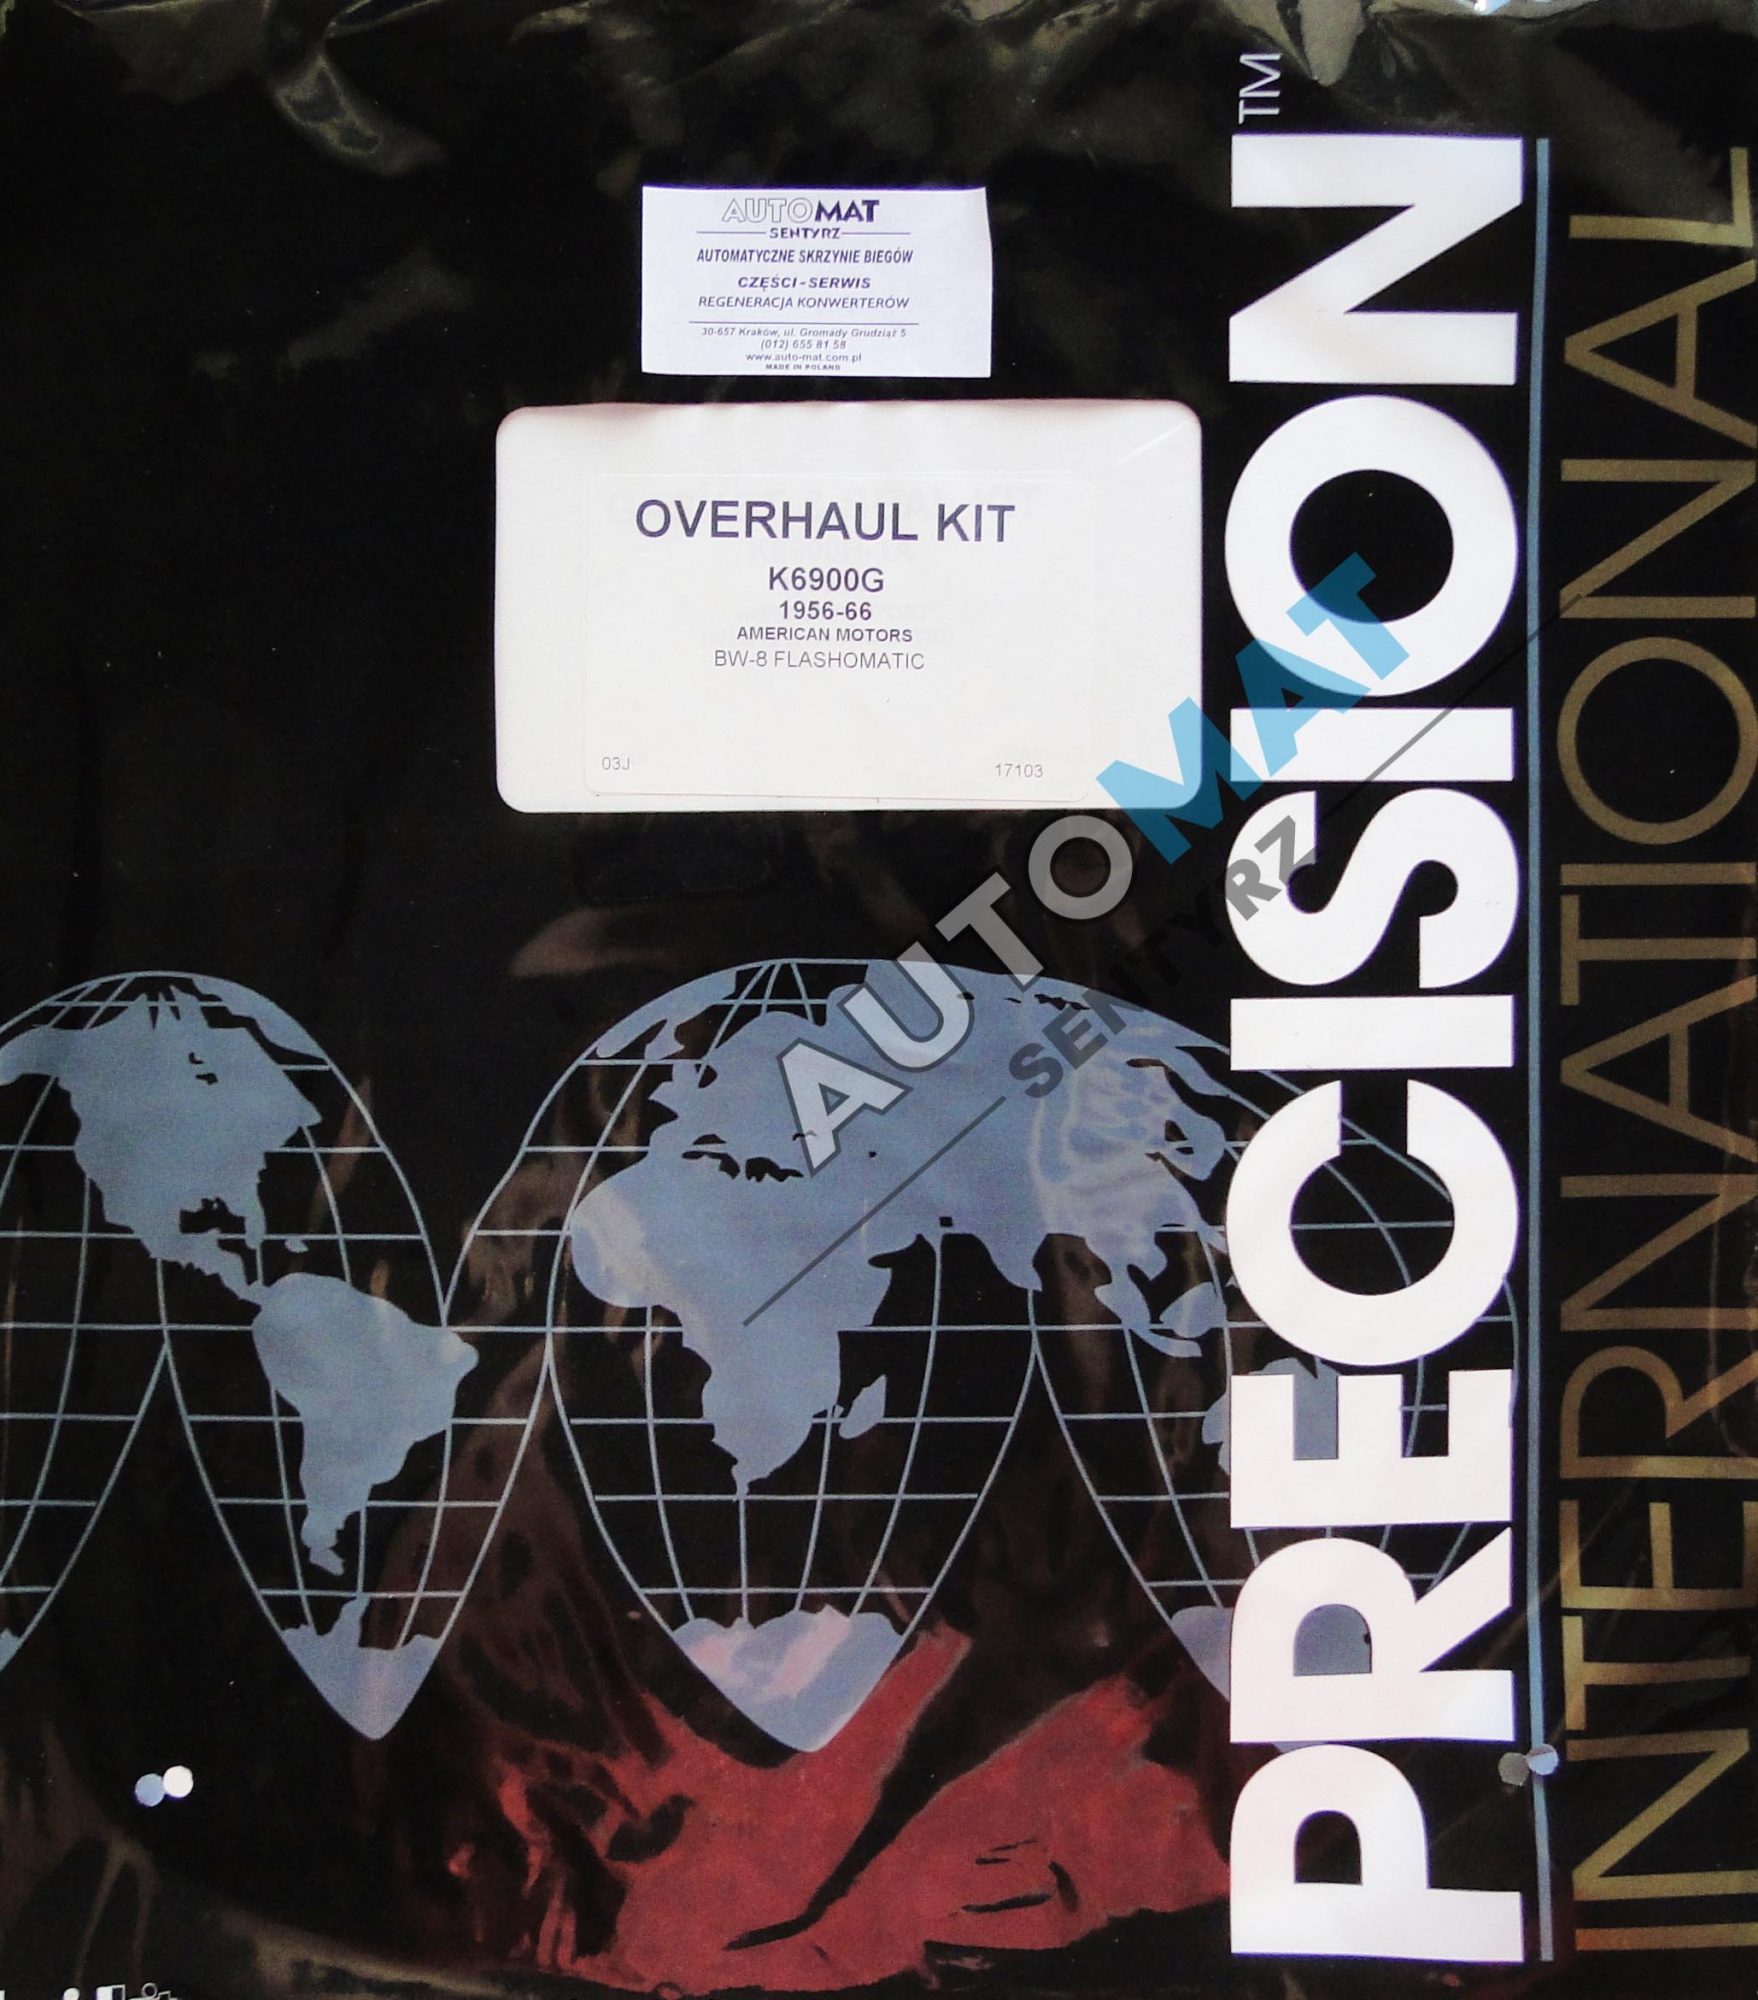 AUTOMAT
SENTYRZ
AUTOMATYCZNE SKRZYNIE BIEGÓW
CZĘŚCI - SERWIS
REGENERACJA KONWERTERÓW
30-657 Kraków, ul. Gromady Grudziąż 5
(012) 655 81 58
www.auto-mat.com.pl
MADE IN POLAND
OVERHAUL KIT
K6900G
1956-66
AMERICAN MOTORS
BW-8 FLASHOMATIC
03J
17103
PRECISION™
INTERNATIONAL
AUTOMAT
SENTYRZ